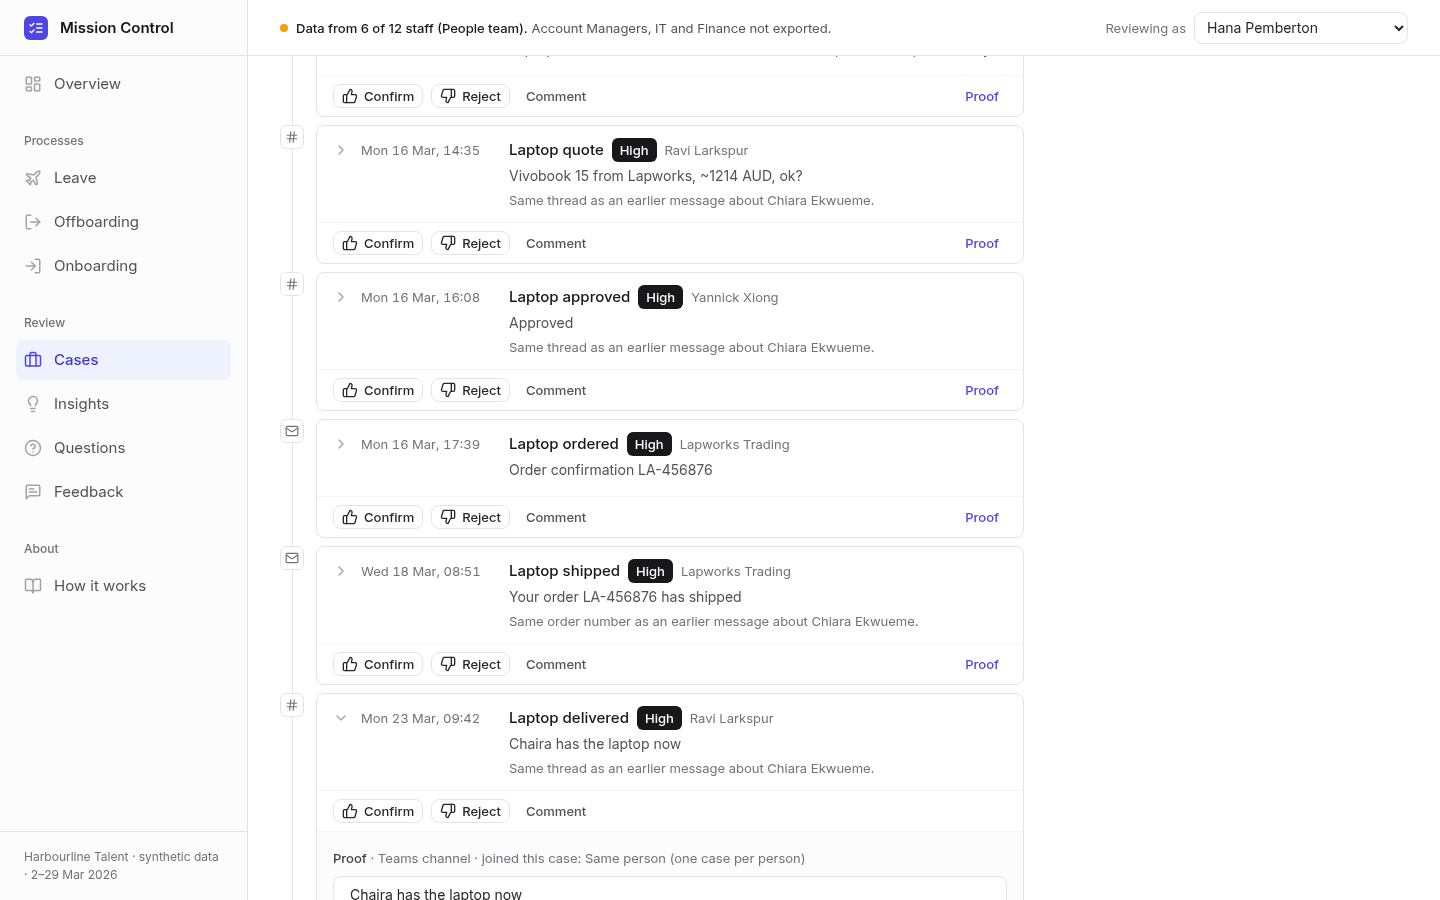 Mission Control
Data from 6 of 12 staff (People team). Account Managers, IT and Finance not exported.
Reviewing as
Hana Pemberton
Overview
Processes
Leave
Offboarding
Onboarding
Review
Cases
Insights
Questions
Feedback
About
How it works
Harbourline Talent · synthetic data
· 2–29 Mar 2026
Confirm
Reject
Comment
Proof
Mon 16 Mar, 14:35
Laptop quote High Ravi Larkspur
Vivobook 15 from Lapworks, ~1214 AUD, ok?
Same thread as an earlier message about Chiara Ekwueme.
Confirm
Reject
Comment
Proof
Mon 16 Mar, 16:08
Laptop approved High Yannick Xiong
Approved
Same thread as an earlier message about Chiara Ekwueme.
Confirm
Reject
Comment
Proof
Mon 16 Mar, 17:39
Laptop ordered High Lapworks Trading
Order confirmation LA-456876
Confirm
Reject
Comment
Proof
Wed 18 Mar, 08:51
Laptop shipped High Lapworks Trading
Your order LA-456876 has shipped
Same order number as an earlier message about Chiara Ekwueme.
Confirm
Reject
Comment
Proof
Mon 23 Mar, 09:42
Laptop delivered High Ravi Larkspur
Chaira has the laptop now
Same thread as an earlier message about Chiara Ekwueme.
Confirm
Reject
Comment
Proof · Teams channel · joined this case: Same person (one case per person)
Chaira has the laptop now